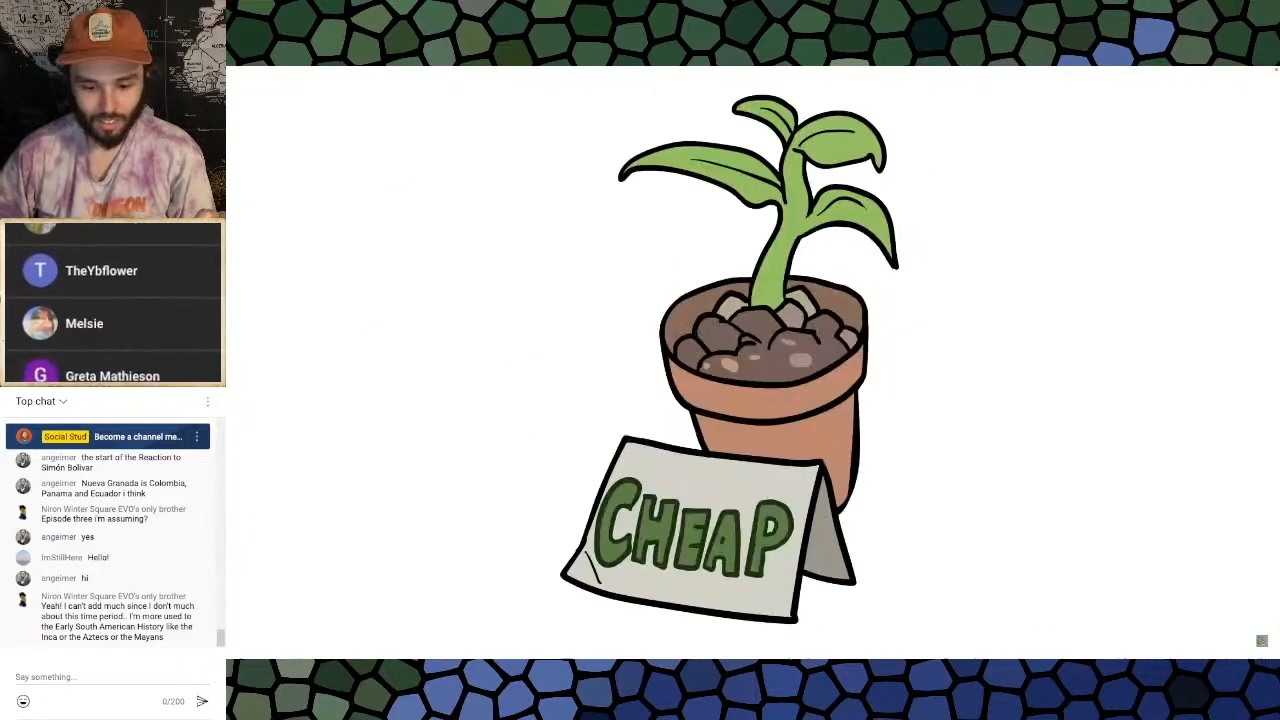 U.S.A.
TheYbflower
Melsie
Greta Mathieson
Top chat
Social Stud Become a channel me...
angeimer the start of the Reaction to
Simón Bolivar
angeimer Nueva Granada is Colombia,
Panama and Ecuador i think
Niron Winter Square EVO's only brother
Episode three i'm assuming?
angeimer yes
ImStillHere Hello!
angeimer hi
Niron Winter Square EVO's only brother
Yeah! I can't add much since I don't much
about this time period.. I'm more used to
the Early South American History like the
Inca or the Aztecs or the Mayans
Say something...
0/200
CHEAP